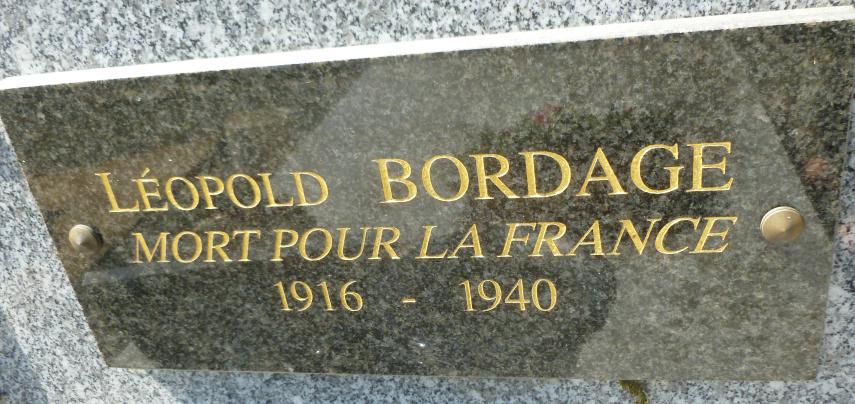 LÉOPOLD BORDAGE
MORT POUR LA FRANCE
1916 - 1940